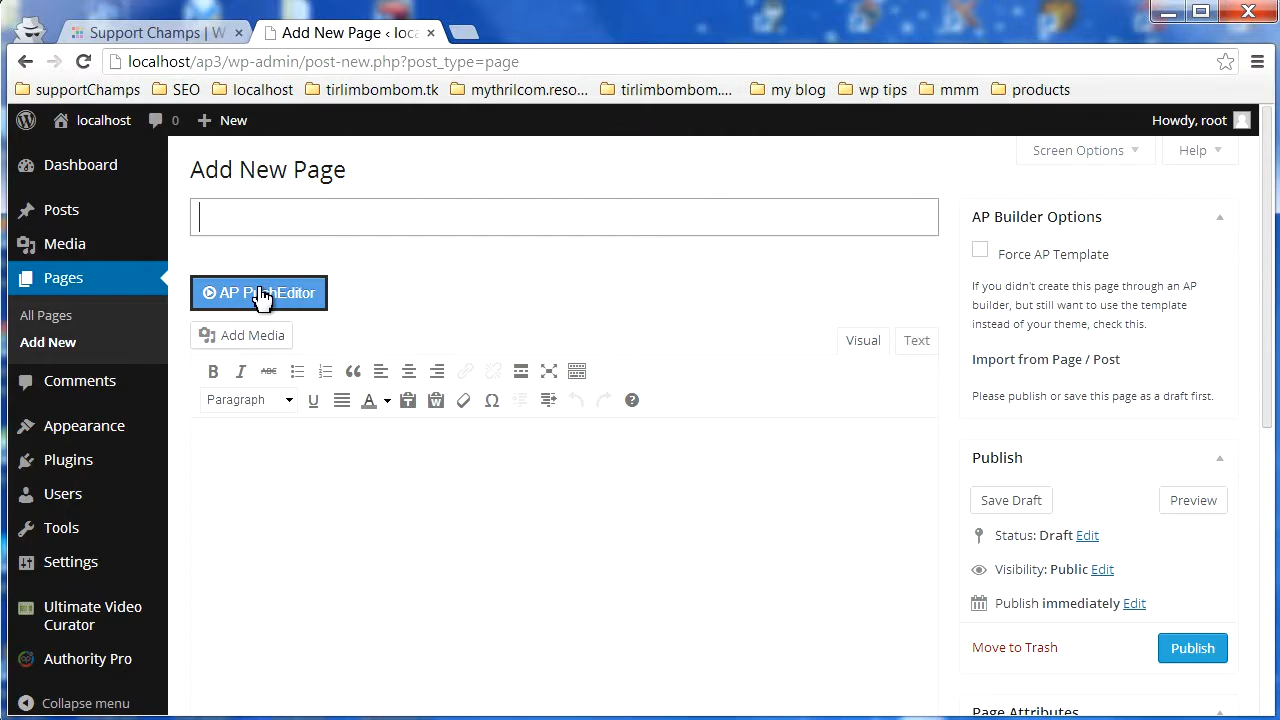 Support Champs | W
Add New Page ‹ loca
localhost/ap3/wp-admin/post-new.php?post_type=page
supportChamps SEO localhost tirlimbombom.tk mythrilcom.reso... tirlimbombom.... my blog wp tips mmm products
localhost 0 New Howdy, root
Screen Options Help
Dashboard
Posts
Media
Pages
All Pages
Add New
Comments
Appearance
Plugins
Users
Tools
Settings
Ultimate Video
Curator
Authority Pro
Collapse menu
Add New Page
AP PushEditor
Add Media
Visual Text
B I ABC
Paragraph U A T W Ω ?
AP Builder Options
Force AP Template
If you didn't create this page through an AP
builder, but still want to use the template
instead of your theme, check this.
Import from Page / Post
Please publish or save this page as a draft first.
Publish
Save Draft Preview
Status: Draft Edit
Visibility: Public Edit
Publish immediately Edit
Move to Trash Publish
Page Attributes